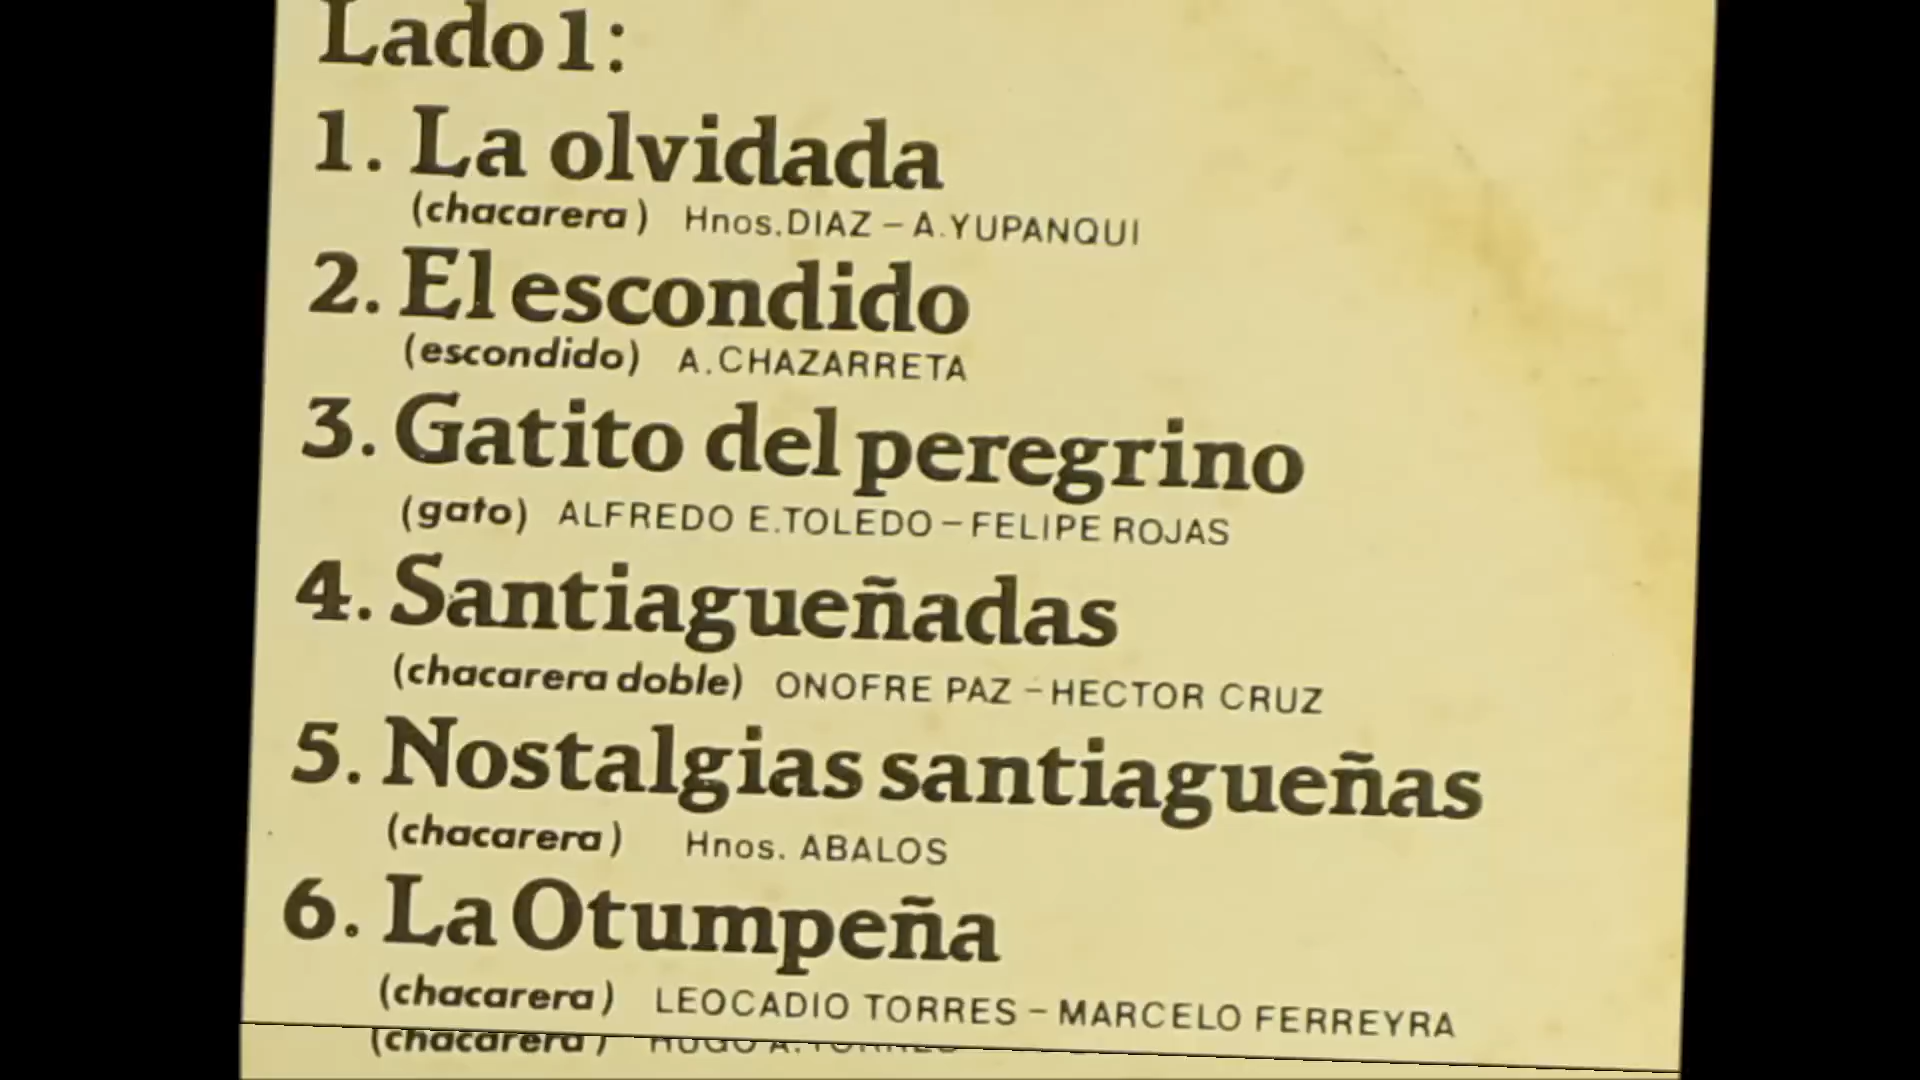 Lado 1:
1. La olvidada
(chacarera) Hnos. DIAZ – A. YUPANQUI
2. El escondido
(escondido) A. CHAZARRETA
3. Gatito del peregrino
(gato) ALFREDO E. TOLEDO – FELIPE ROJAS
4. Santiagueñadas
(chacarera doble) ONOFRE PAZ – HECTOR CRUZ
5. Nostalgias santiagueñas
(chacarera) Hnos. ABALOS
6. La Otumpeña
(chacarera) LEOCADIO TORRES – MARCELO FERREYRA
(chacarera) HUGO A.